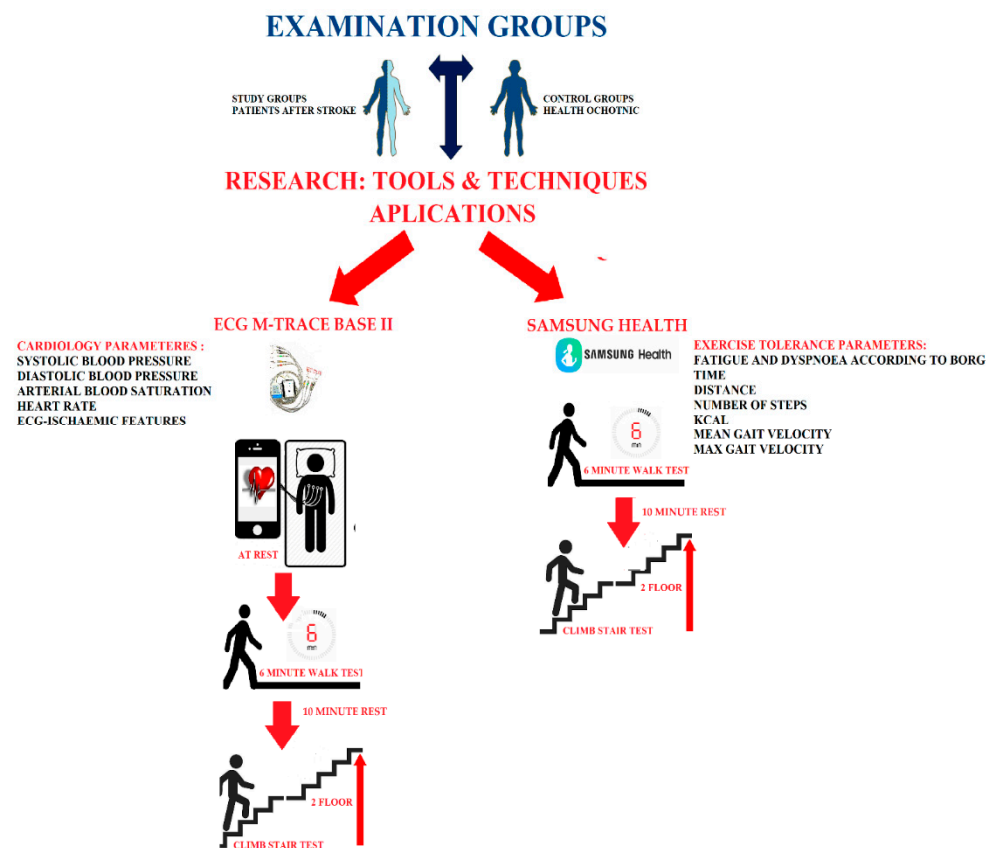 EXAMINATION GROUPS
STUDY GROUPS
PATIENTS AFTER STROKE
CONTROL GROUPS
HEALTH OCHOTNIC
RESEARCH: TOOLS & TECHNIQUES
APLICATIONS
ECG M-TRACE BASE II
CARDIOLOGY PARAMETERES :
SYSTOLIC BLOOD PRESSURE
DIASTOLIC BLOOD PRESSURE
ARTERIAL BLOOD SATURATION
HEART RATE
ECG-ISCHAEMIC FEATURES
AT REST
6
min
6 MINUTE WALK TEST
10 MINUTE REST
2 FLOOR
CLIMB STAIR TEST
SAMSUNG HEALTH
SAMSUNG Health
EXERCISE TOLERANCE PARAMETERS:
FATIGUE AND DYSPNOEA ACCORDING TO BORG
TIME
DISTANCE
NUMBER OF STEPS
KCAL
MEAN GAIT VELOCITY
MAX GAIT VELOCITY
6
min
6 MINUTE WALK TEST
10 MINUTE REST
2 FLOOR
CLIMB STAIR TEST